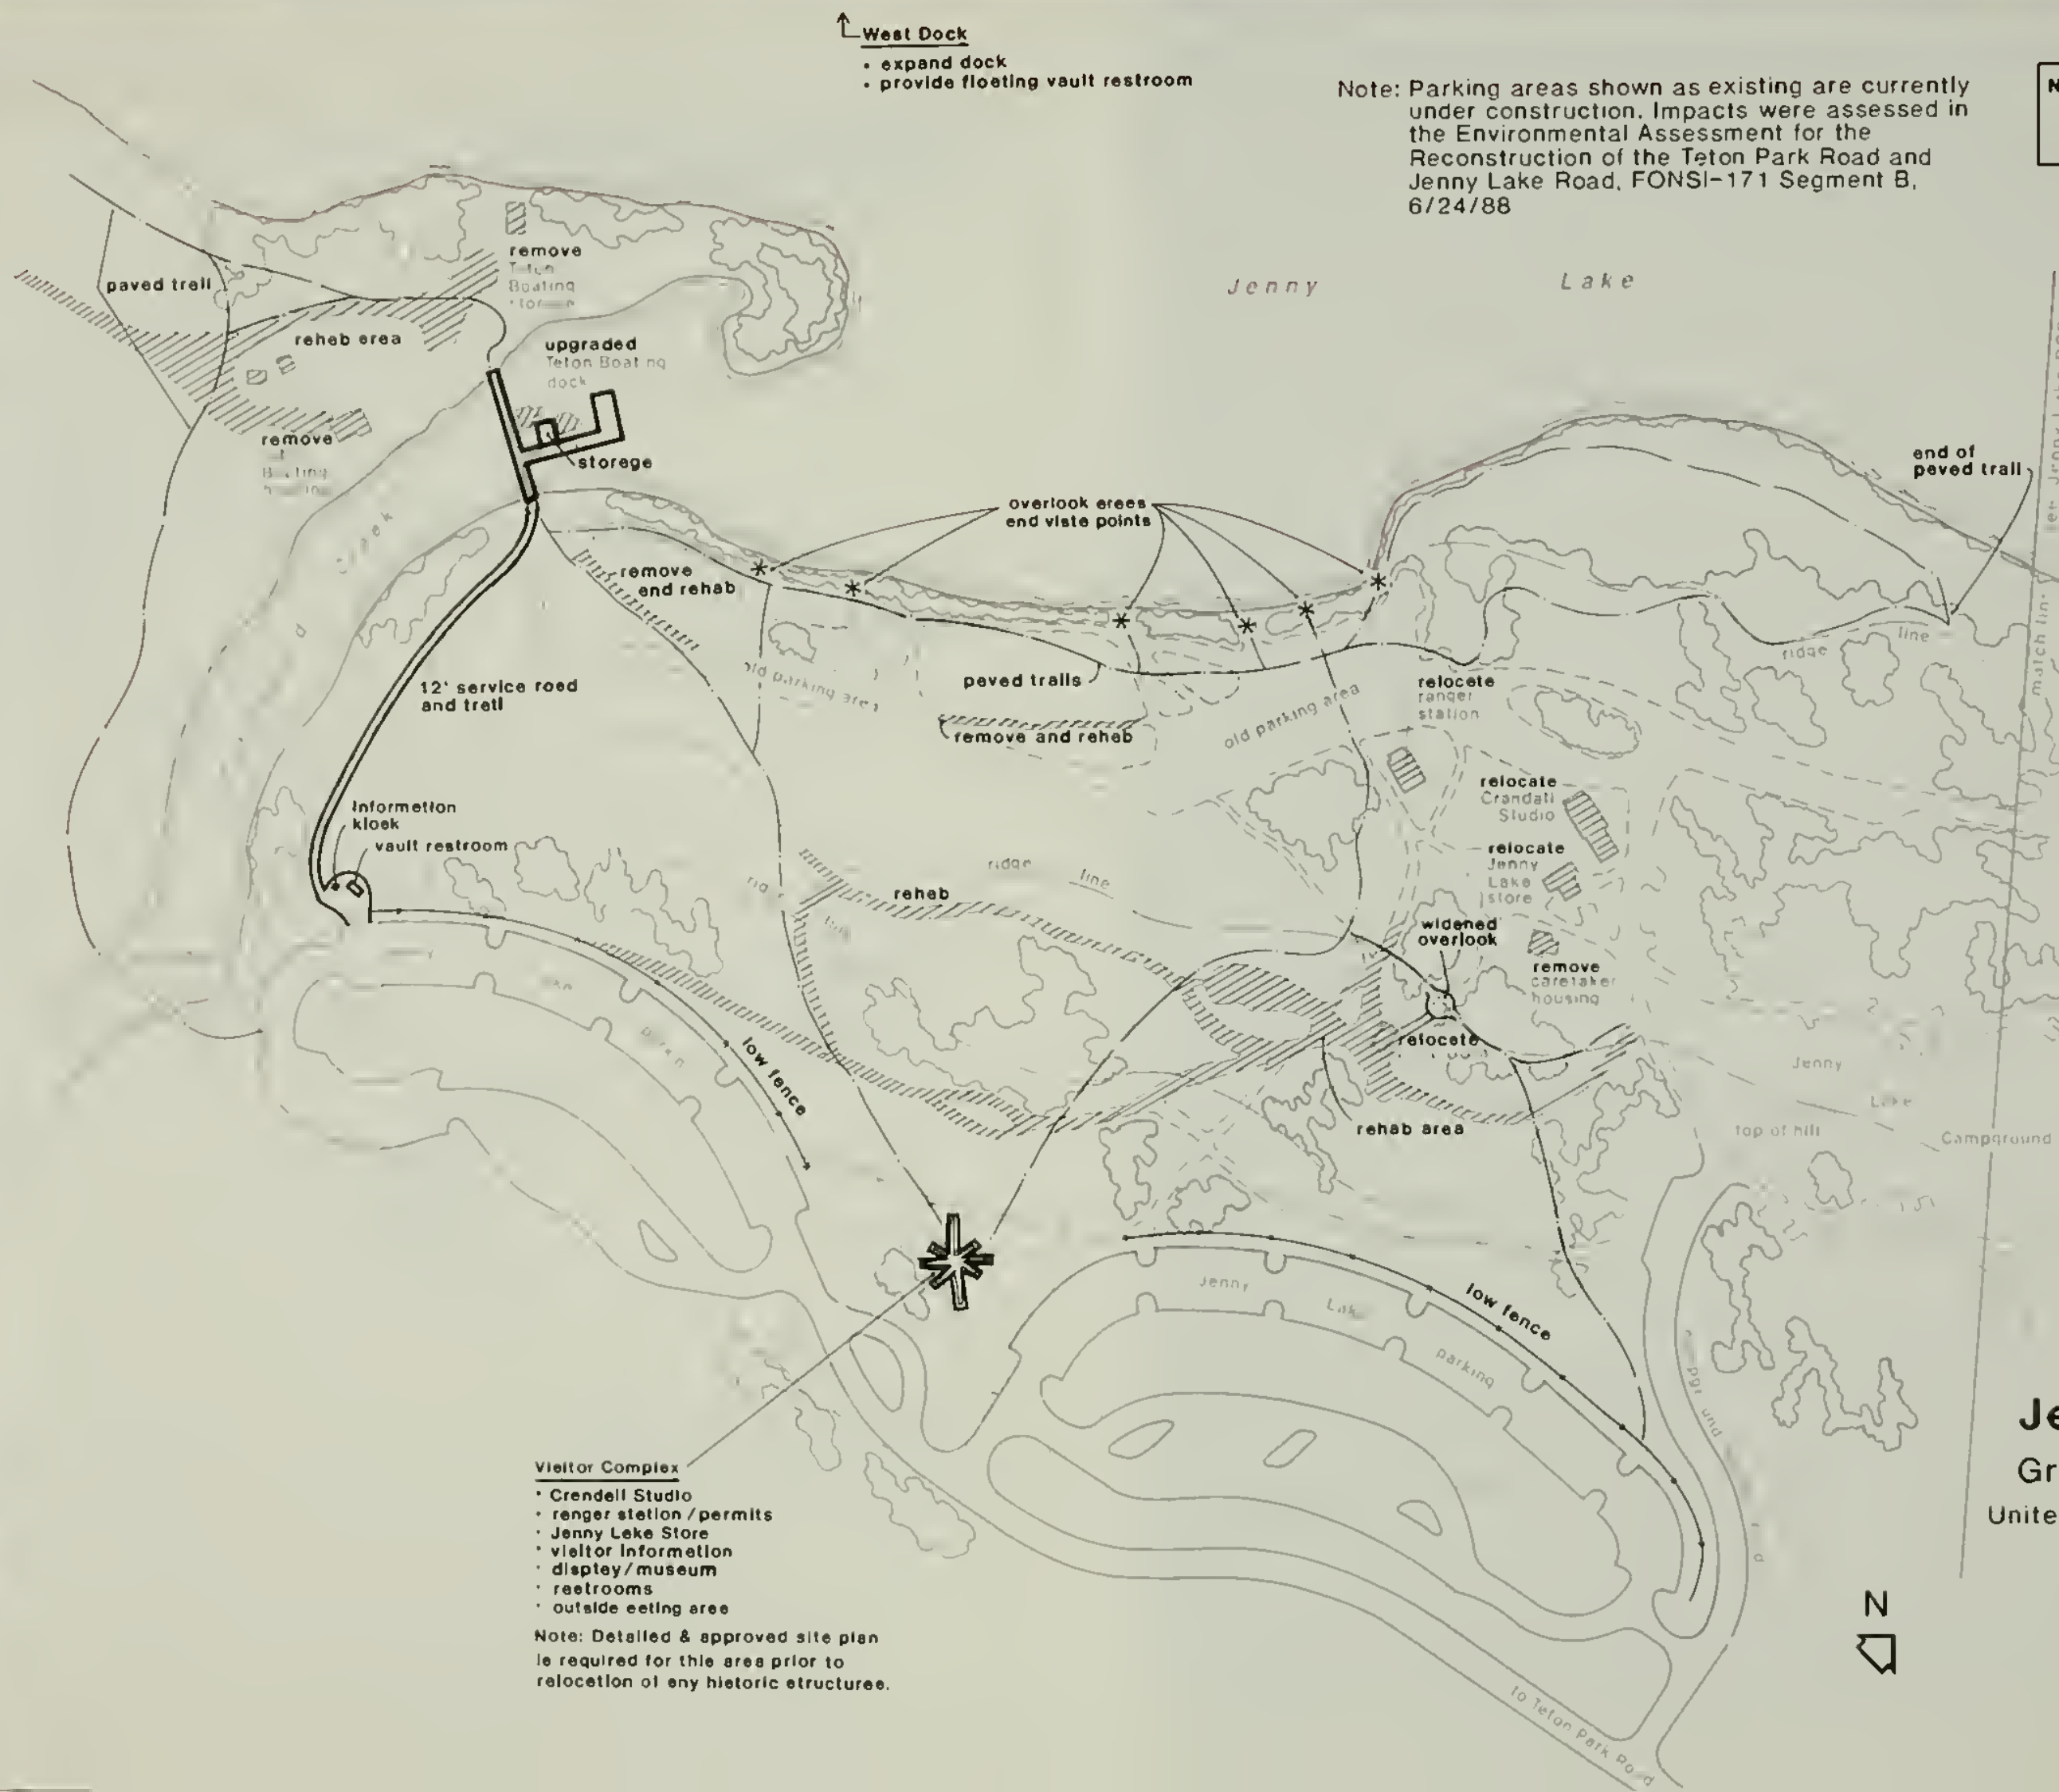 West Dock
• expand dock
• provide floating vault restroom
Note: Parking areas shown as existing are currently
under construction. Impacts were assessed in
the Environmental Assessment for the
Reconstruction of the Teton Park Road and
Jenny Lake Road, FONSI-171 Segment B,
6/24/88
Jenny Lake
remove
Boating
paved trail
rehab area
upgraded
Teton Boating
dock
remove
storage
Creek
end of
paved trail
overlook areas
and vista points
remove
and rehab
old parking area
paved trails
remove and rehab
old parking area
ridge line
match line
relocate
ranger
station
12' service road
and trail
relocate
Crandall
Studio
information
kiosk
vault restroom
relocate
Jenny
Lake
store
ridge line
rehab
widened
overlook
remove
caretaker
housing
relocate
low fence
rehab area
Jenny
Lake
Campground
top of hill
Jenny Lake parking
low fence
Visitor Complex
• Crandall Studio
• ranger station/permits
• Jenny Lake Store
• visitor information
• display/museum
• restrooms
• outside eating area
Note: Detailed & approved site plan
is required for this area prior to
relocation of any historic structures.
to Teton Park Road
N
Je
Gr
Unite